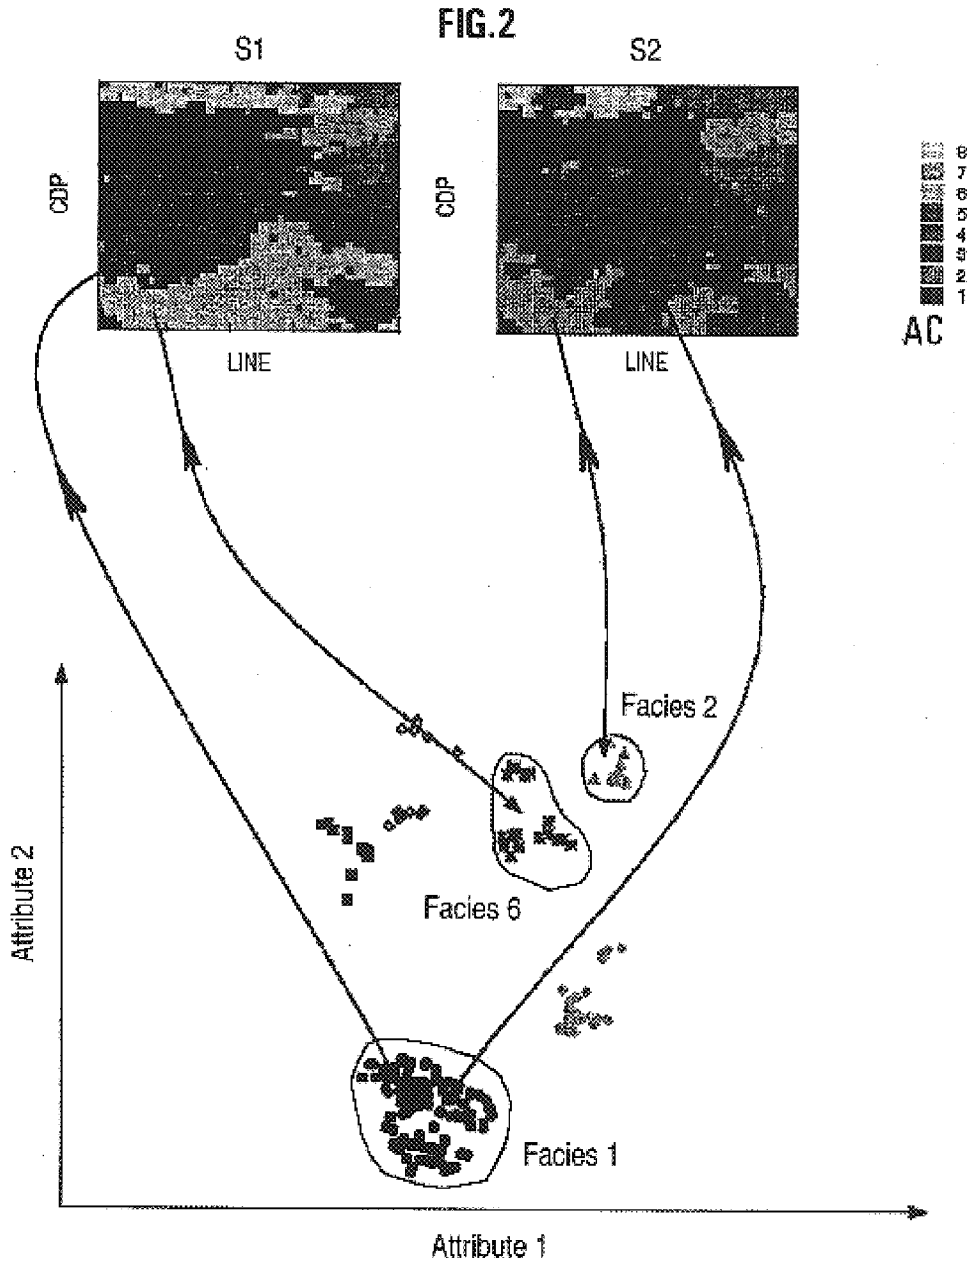 FIG.2
S1
S2
CDP
CDP
LINE
LINE
8
7
6
5
4
3
2
1
AC
Facies 2
Facies 6
Facies 1
Attribute 2
Attribute 1